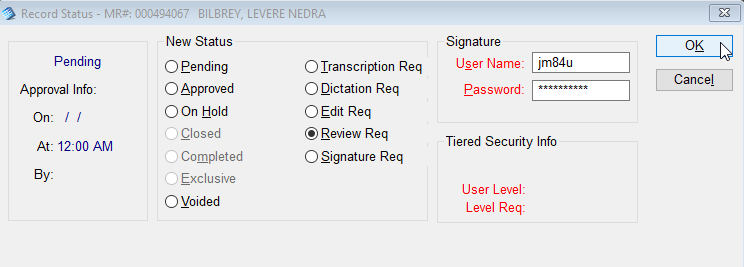 Record Status - MR#: 000494067 BILBREY, LEVERE NEDRA
Pending
Approval Info:
On: / /
At: 12:00 AM
By:
New Status
Pending
Approved
On Hold
Closed
Completed
Exclusive
Voided
Transcription Req
Dictation Req
Edit Req
Review Req
Signature Req
Signature
User Name: jm84u
Password: **********
Tiered Security Info
User Level:
Level Req:
OK
Cancel